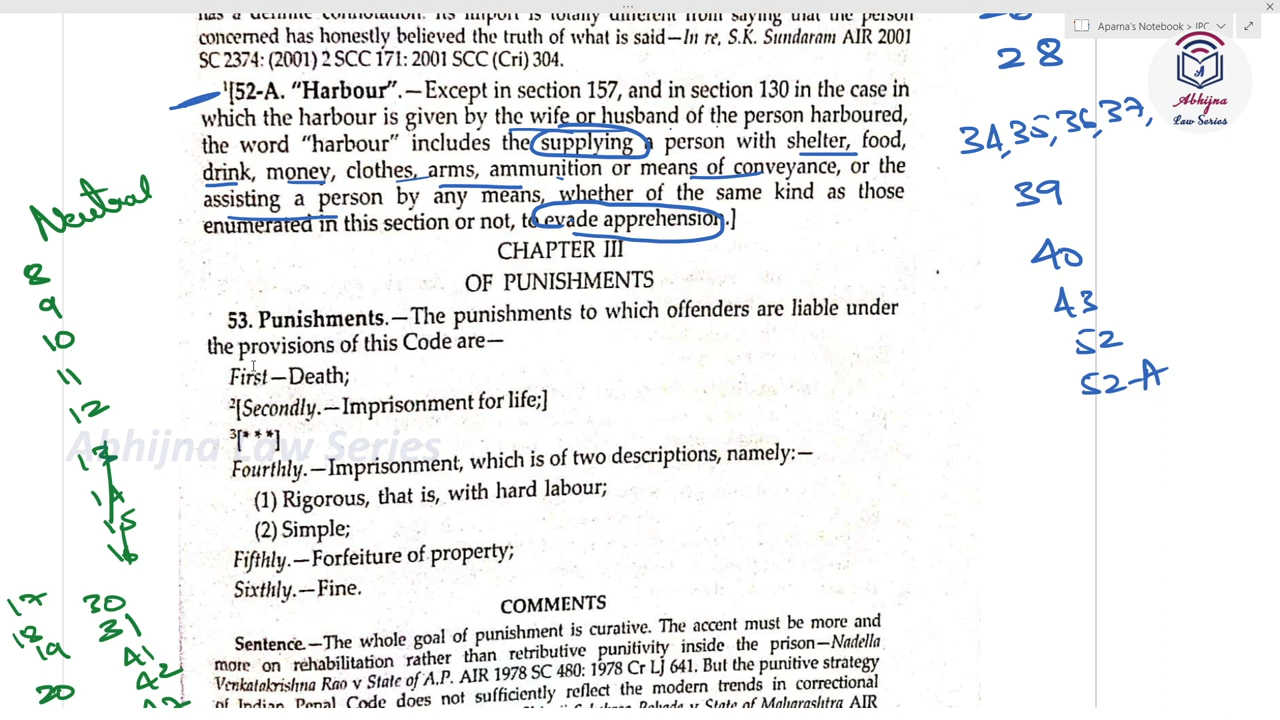 has a definite connotation. Its import is totally different from saying that the person
concerned has honestly believed the truth of what is said—In re, S.K. Sundaram AIR 2001
SC 2374: (2001) 2 SCC 171: 2001 SCC (Cri) 304.
1[52-A. “Harbour”.—Except in section 157, and in section 130 in the case in
which the harbour is given by the wife or husband of the person harboured,
the word “harbour” includes the supplying a person with shelter, food,
drink, money, clothes, arms, ammunition or means of conveyance, or the
assisting a person by any means, whether of the same kind as those
enumerated in this section or not, to evade apprehension.]
CHAPTER III
OF PUNISHMENTS
53. Punishments.—The punishments to which offenders are liable under
the provisions of this Code are—
First—Death;
2[Secondly.—Imprisonment for life;]
3[***]
Fourthly.—Imprisonment, which is of two descriptions, namely:—
(1) Rigorous, that is, with hard labour;
(2) Simple;
Fifthly.—Forfeiture of property;
Sixthly.—Fine.
COMMENTS
Sentence.—The whole goal of punishment is curative. The accent must be more and
more on rehabilitation rather than retributive punitivity inside the prison—Nadella
Venkatakrishna Rao v State of A.P. AIR 1978 SC 480: 1978 Cr LJ 641. But the punitive strategy
of Indian Penal Code does not sufficiently reflect the modern trends in correctional
v State of Maharashtra AIR
Neutral
8
9
10
11
12
13
14
15
16
17 30
18 31
19 41
20 42
28
34, 35, 36, 37,
39
40
43
52
52-A
Aparna's Notebook > IPC
Abhijna
Law Series
Abhijna Law Series